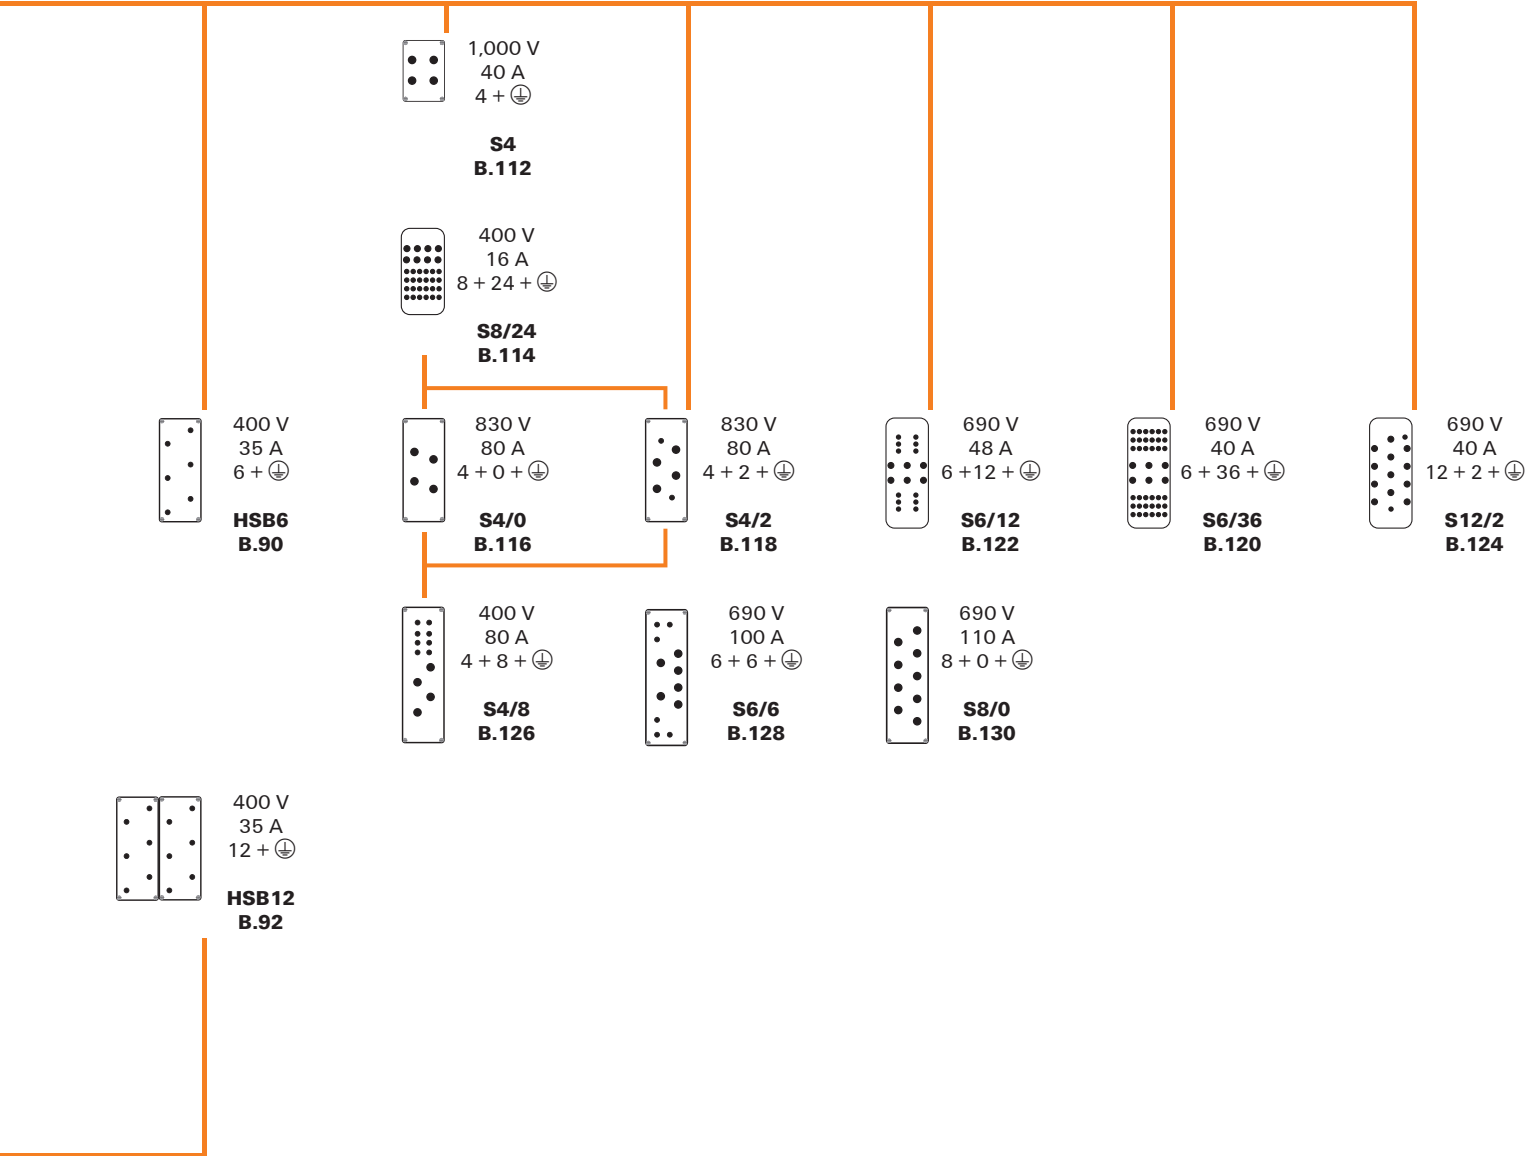 1,000 V
40 A
4 + ⏚
S4
B.112
400 V
16 A
8 + 24 + ⏚
S8/24
B.114
400 V
35 A
6 + ⏚
HSB6
B.90
830 V
80 A
4 + 0 + ⏚
S4/0
B.116
830 V
80 A
4 + 2 + ⏚
S4/2
B.118
690 V
48 A
6 +12 + ⏚
S6/12
B.122
690 V
40 A
6 + 36 + ⏚
S6/36
B.120
690 V
40 A
12 + 2 + ⏚
S12/2
B.124
400 V
80 A
4 + 8 + ⏚
S4/8
B.126
690 V
100 A
6 + 6 + ⏚
S6/6
B.128
690 V
110 A
8 + 0 + ⏚
S8/0
B.130
400 V
35 A
12 + ⏚
HSB12
B.92